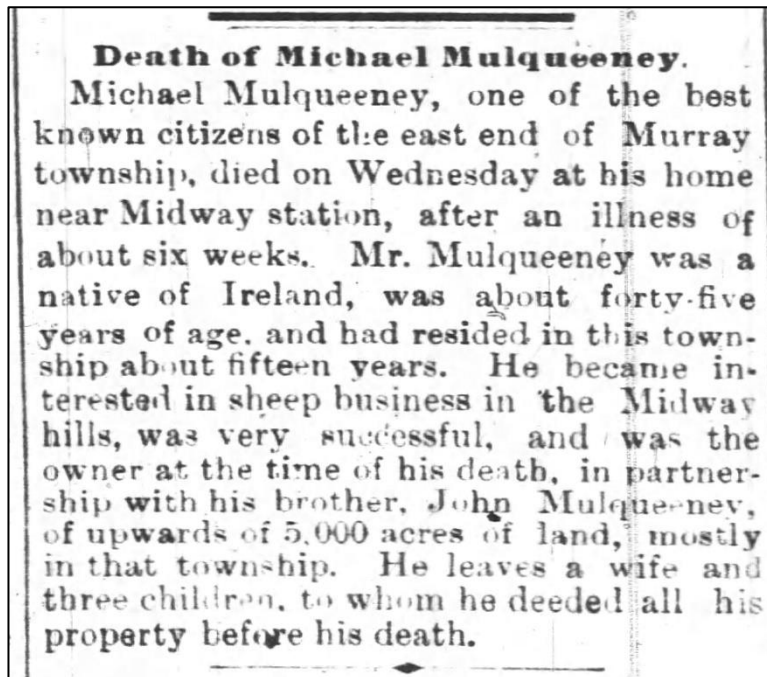 Death of Michael Mulqueeney.
Michael Mulqueeney, one of the best
known citizens of the east end of Murray
township, died on Wednesday at his home
near Midway station, after an illness of
about six weeks. Mr. Mulqueeney was a
native of Ireland, was about forty-five
years of age, and had resided in this town-
ship about fifteen years. He became in-
terested in sheep business in the Midway
hills, was very successful, and was the
owner at the time of his death, in partner-
ship with his brother, John Mulqueeney,
of upwards of 5,000 acres of land, mostly
in that township. He leaves a wife and
three children, to whom he deeded all his
property before his death.